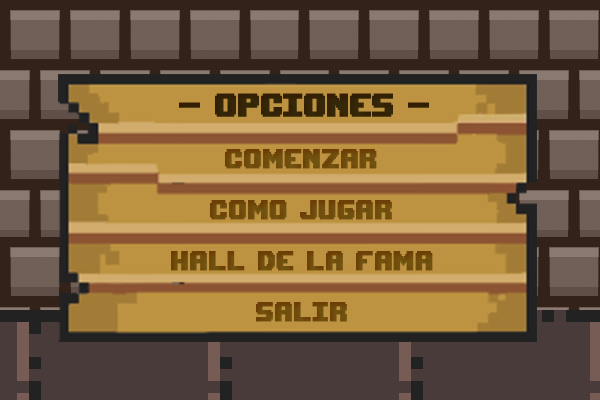 - OPCIONES -
COMENZAR
COMO JUGAR
HALL DE LA FAMA
SALIR